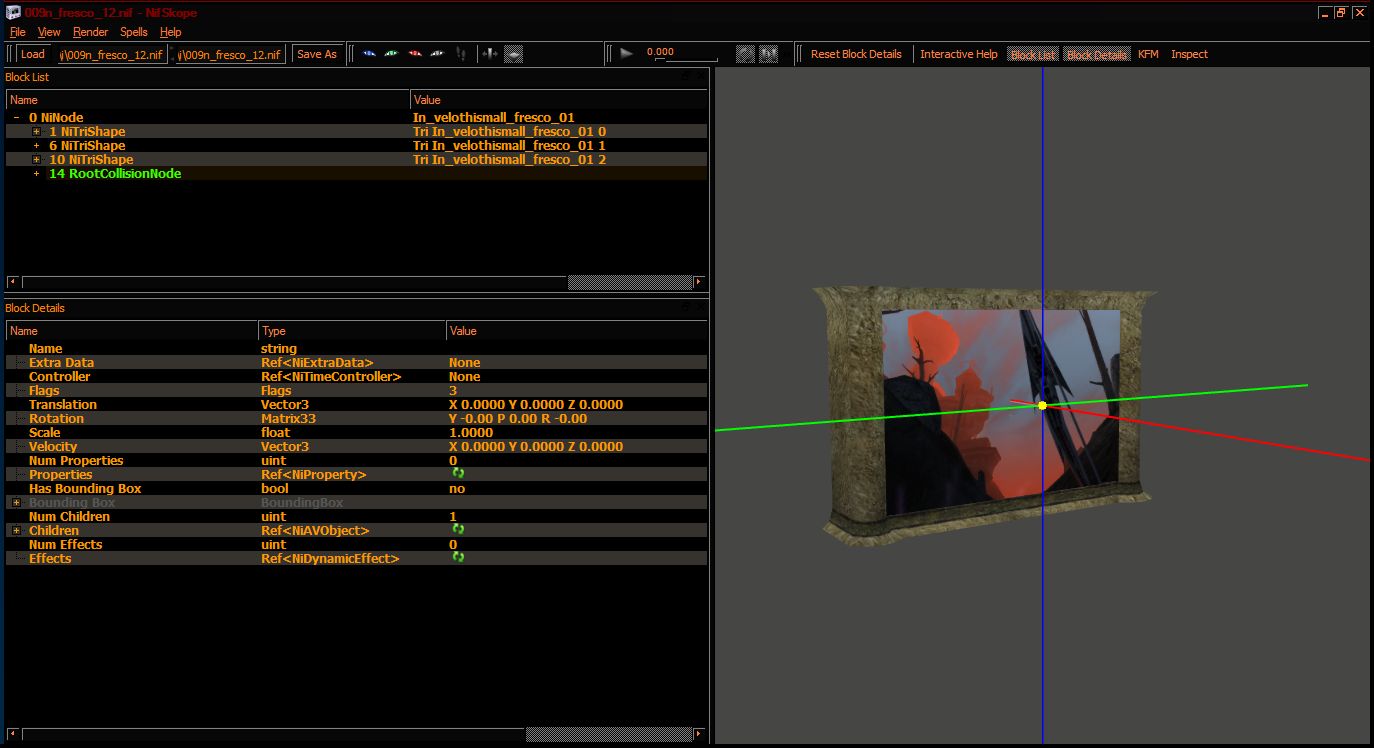 009n_fresco_12.nif - NifSkope
File View Render Spells Help
Load j\009n_fresco_12.nif j\009n_fresco_12.nif Save As 0.000 Reset Block Details Interactive Help Block List Block Details KFM Inspect
Block List
Name Value
0 NiNode In_velothismall_fresco_01
1 NiTriShape Tri In_velothismall_fresco_01 0
6 NiTriShape Tri In_velothismall_fresco_01 1
10 NiTriShape Tri In_velothismall_fresco_01 2
14 RootCollisionNode
Block Details
Name Type Value
Name string
Extra Data Ref<NiExtraData> None
Controller Ref<NiTimeController> None
Flags Flags 3
Translation Vector3 X 0.0000 Y 0.0000 Z 0.0000
Rotation Matrix33 Y -0.00 P 0.00 R -0.00
Scale float 1.0000
Velocity Vector3 X 0.0000 Y 0.0000 Z 0.0000
Num Properties uint 0
Properties Ref<NiProperty>
Has Bounding Box bool no
Bounding Box BoundingBox
Num Children uint 1
Children Ref<NiAVObject>
Num Effects uint 0
Effects Ref<NiDynamicEffect>